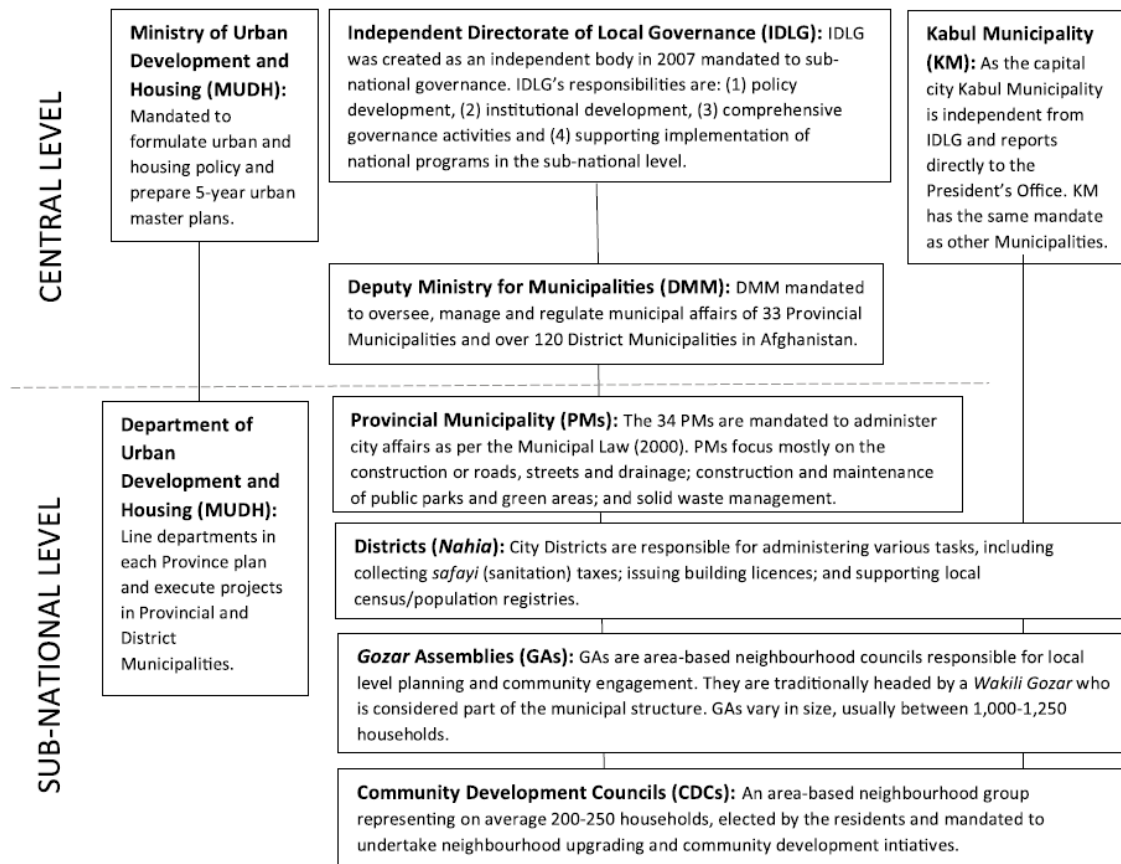 CENTRAL LEVEL
Ministry of Urban
Development and
Housing (MUDH):
Mandated to
formulate urban and
housing policy and
prepare 5-year urban
master plans.
Independent Directorate of Local Governance (IDLG): IDLG
was created as an independent body in 2007 mandated to sub-
national governance. IDLG's responsibilities are: (1) policy
development, (2) institutional development, (3) comprehensive
governance activities and (4) supporting implementation of
national programs in the sub-national level.
Kabul Municipality
(KM): As the capital
city Kabul Municipality
is independent from
IDLG and reports
directly to the
President's Office. KM
has the same mandate
as other Municipalities.
Deputy Ministry for Municipalities (DMM): DMM mandated
to oversee, manage and regulate municipal affairs of 33 Provincial
Municipalities and over 120 District Municipalities in Afghanistan.
SUB-NATIONAL LEVEL
Department of
Urban
Development and
Housing (MUDH):
Line departments in
each Province plan
and execute projects
in Provincial and
District
Municipalities.
Provincial Municipality (PMs): The 34 PMs are mandated to administer
city affairs as per the Municipal Law (2000). PMs focus mostly on the
construction or roads, streets and drainage; construction and maintenance
of public parks and green areas; and solid waste management.
Districts (Nahia): City Districts are responsible for administering various tasks, including
collecting safayi (sanitation) taxes; issuing building licences; and supporting local
census/population registries.
Gozar Assemblies (GAs): GAs are area-based neighbourhood councils responsible for local
level planning and community engagement. They are traditionally headed by a Wakili Gozar who
is considered part of the municipal structure. GAs vary in size, usually between 1,000-1,250
households.
Community Development Councils (CDCs): An area-based neighbourhood group
representing on average 200-250 households, elected by the residents and mandated to
undertake neighbourhood upgrading and community development intiatives.